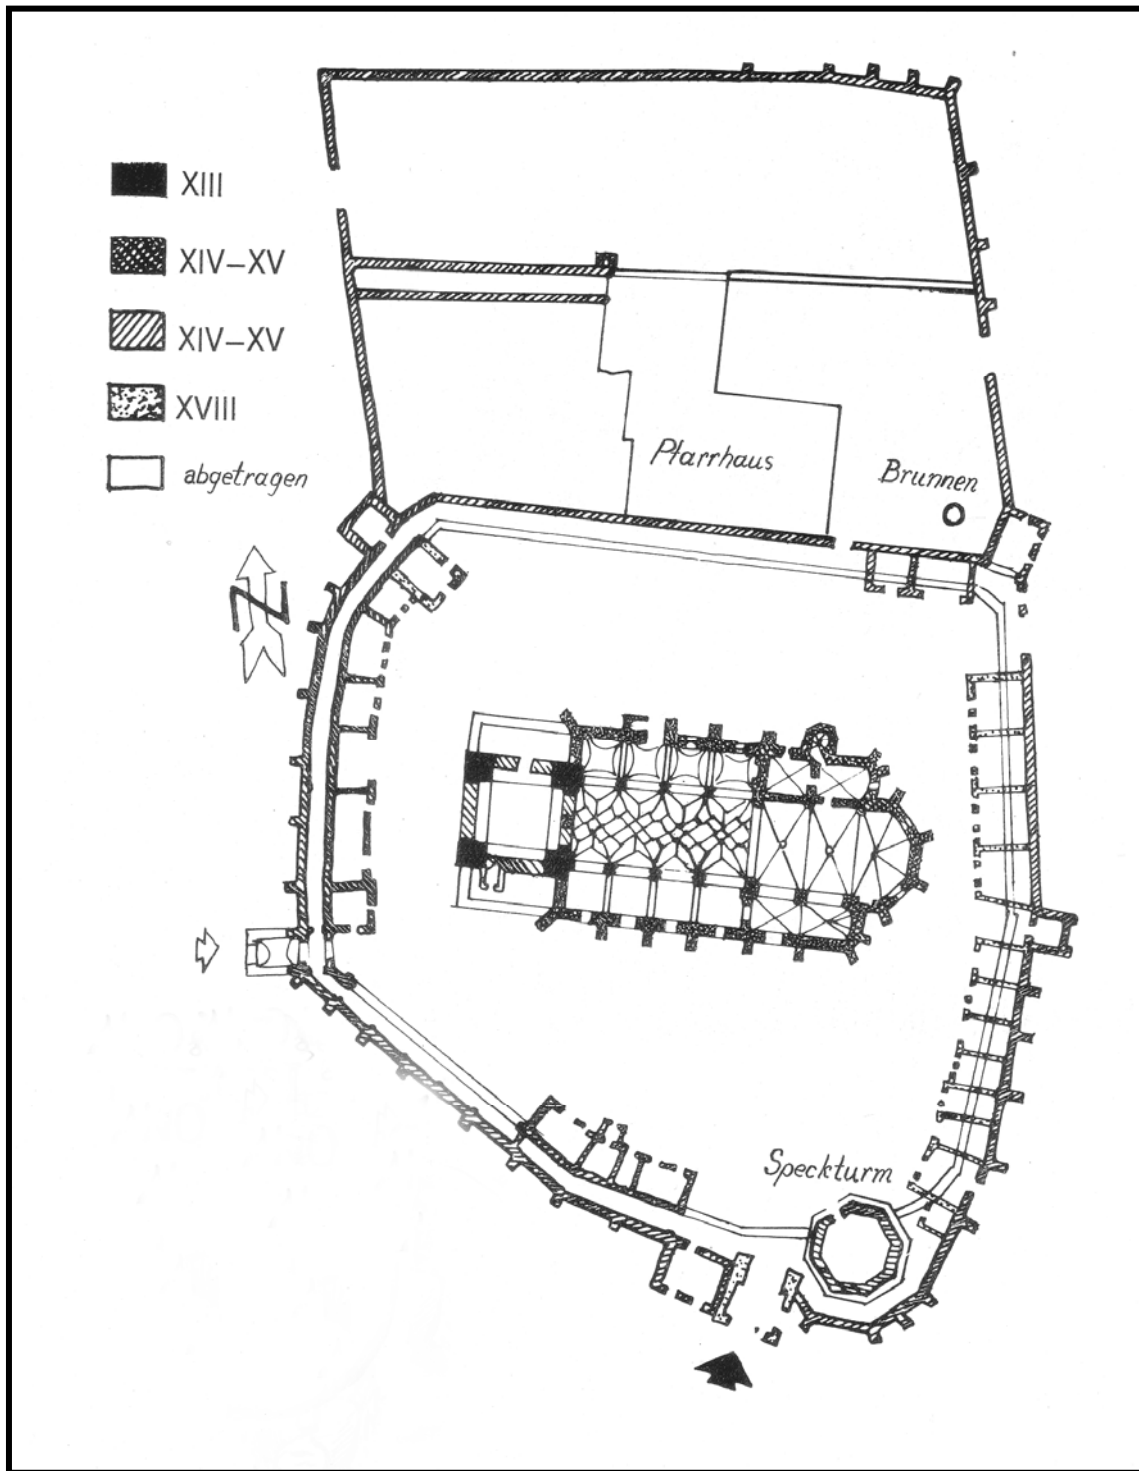 XIII
XIV–XV
XIV–XV
XVIII
abgetragen
Pfarrhaus
Brunnen
N
Speckturm